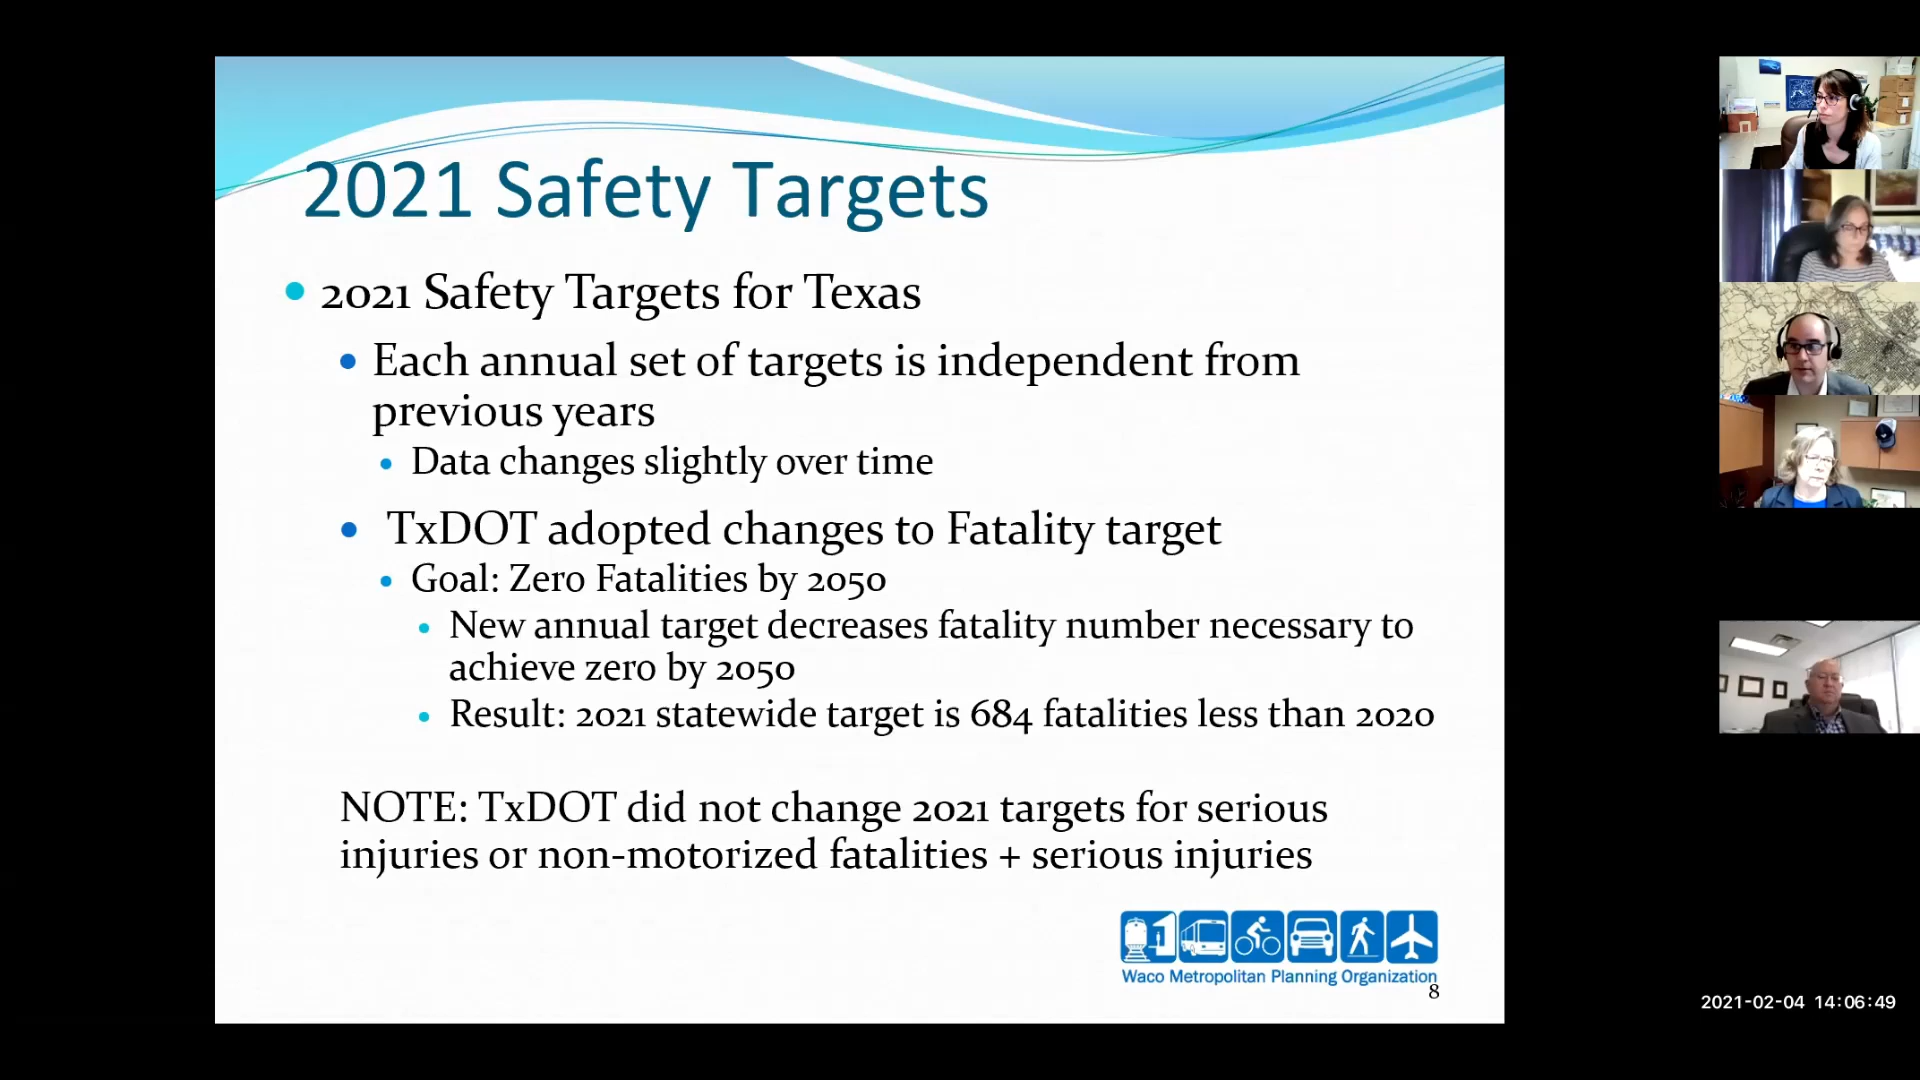 2021 Safety Targets
2021 Safety Targets for Texas
Each annual set of targets is independent from
previous years
Data changes slightly over time
TxDOT adopted changes to Fatality target
Goal: Zero Fatalities by 2050
New annual target decreases fatality number necessary to
achieve zero by 2050
Result: 2021 statewide target is 684 fatalities less than 2020
NOTE: TxDOT did not change 2021 targets for serious
injuries or non-motorized fatalities + serious injuries
Waco Metropolitan Planning Organization
8
2021-02-04 14:06:49